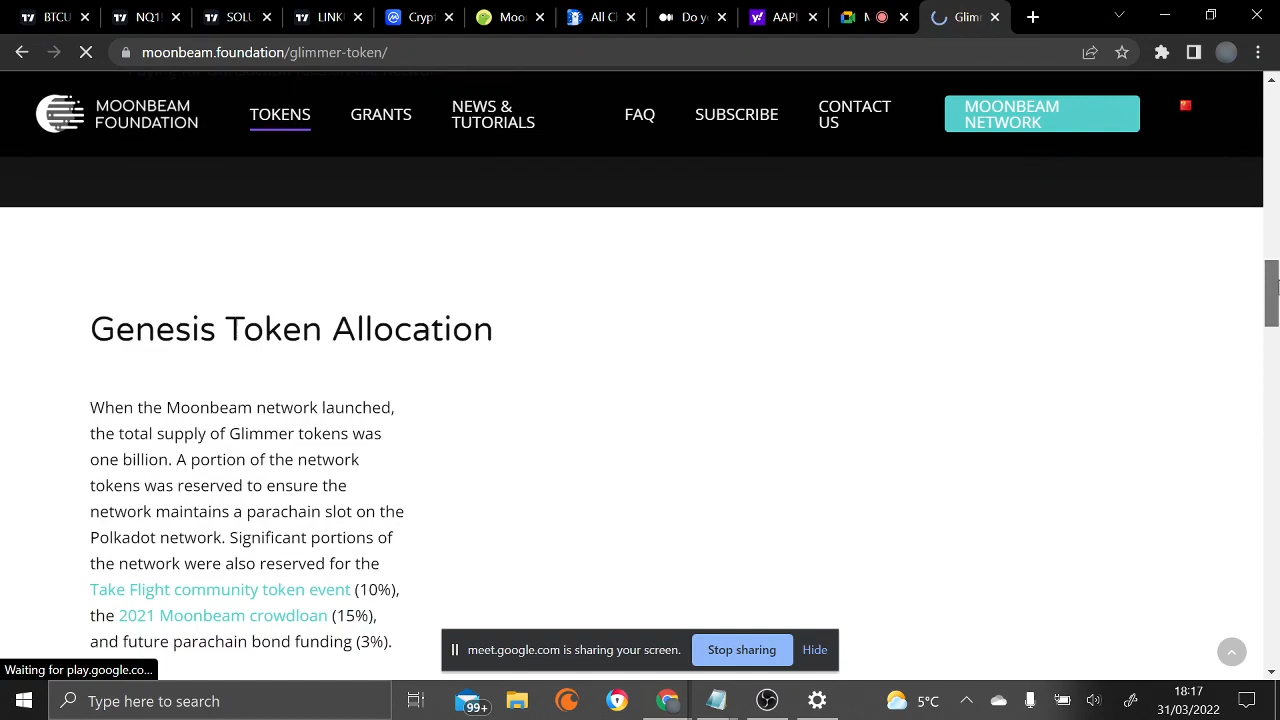 BTCU
NQ1!
SOLU
LINK
Crypt
Moo
All C
Do y
AAPL
M
Glim
moonbeam.foundation/glimmer-token/
MOONBEAM
FOUNDATION
TOKENS
GRANTS
NEWS &
TUTORIALS
FAQ
SUBSCRIBE
CONTACT
US
MOONBEAM
NETWORK
Genesis Token Allocation
When the Moonbeam network launched,
the total supply of Glimmer tokens was
one billion. A portion of the network
tokens was reserved to ensure the
network maintains a parachain slot on the
Polkadot network. Significant portions of
the network were also reserved for the
Take Flight community token event (10%),
the 2021 Moonbeam crowdloan (15%),
and future parachain bond funding (3%).
meet.google.com is sharing your screen.
Stop sharing
Hide
Waiting for play.google.co...
Type here to search
99+
5°C
18:17
31/03/2022